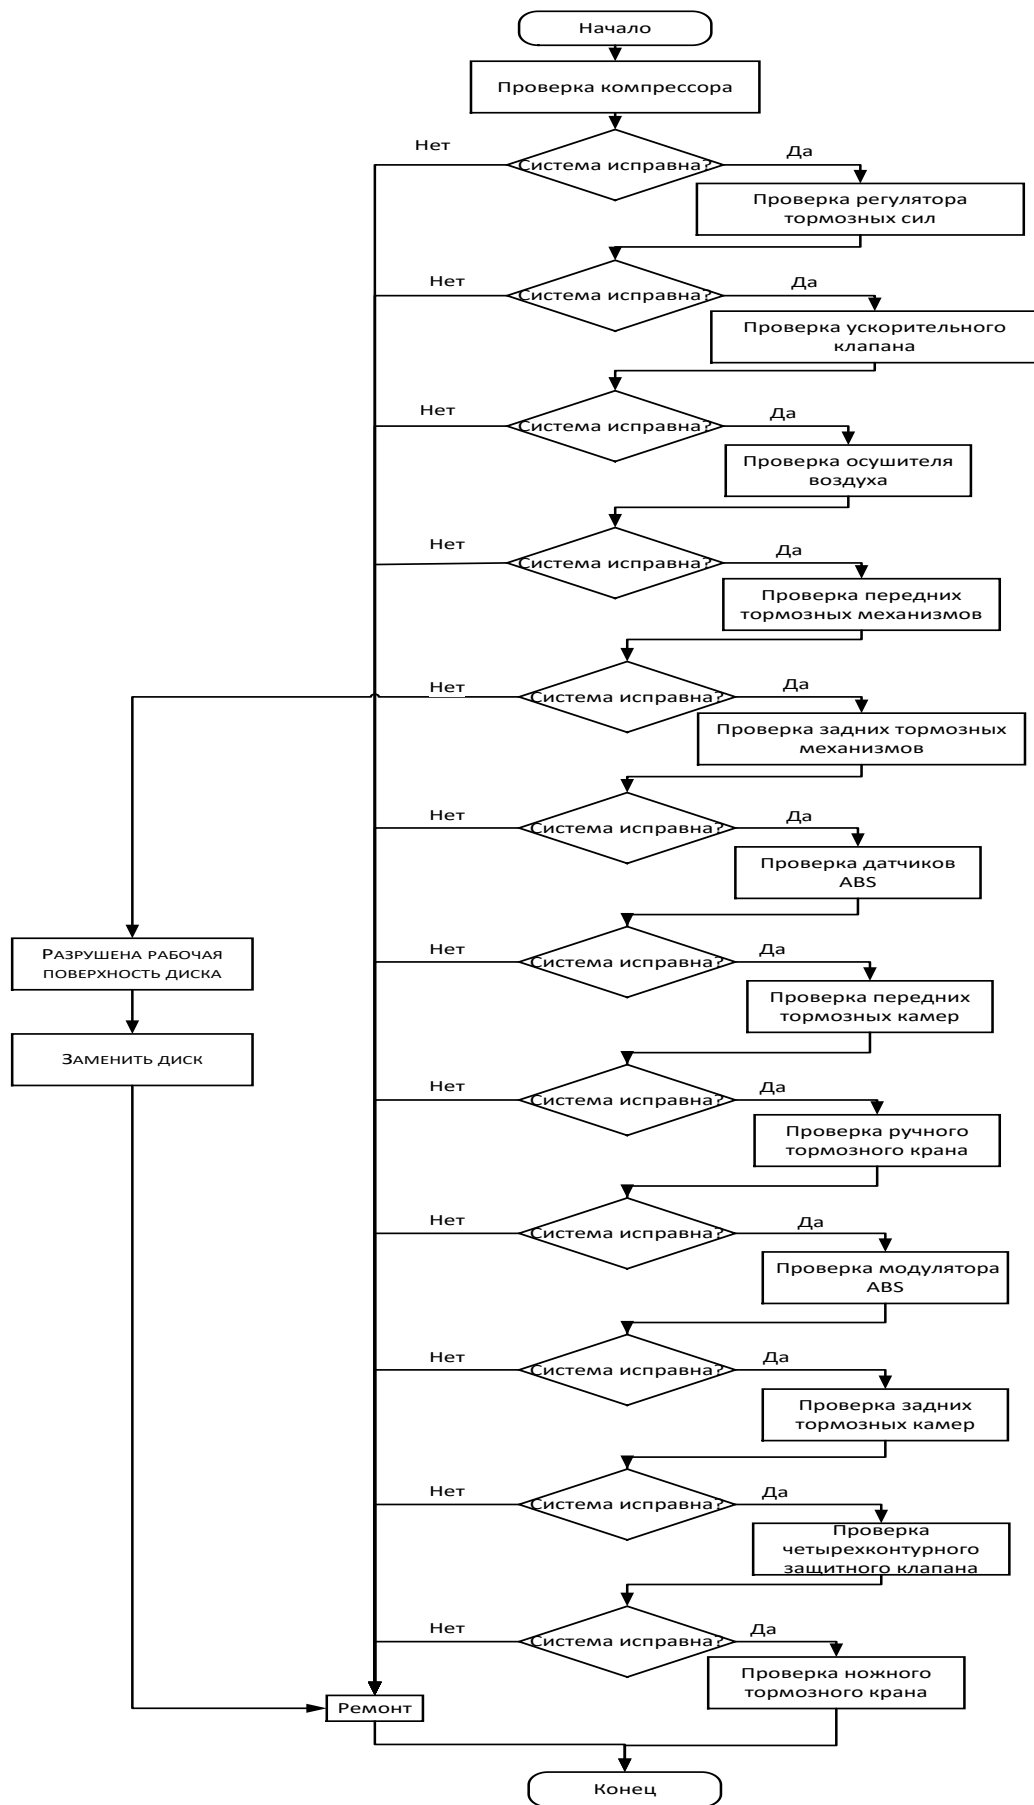 Начало
Проверка компрессора
Нет
Система исправна?
Да
Проверка регулятора
тормозных сил
Нет
Система исправна?
Да
Проверка ускорительного
клапана
Нет
Система исправна?
Да
Проверка осушителя
воздуха
Нет
Система исправна?
Да
Проверка передних
тормозных механизмов
Нет
Система исправна?
Да
Проверка задних тормозных
механизмов
Нет
Система исправна?
Да
Проверка датчиков
ABS
Разрушена рабочая
поверхность диска
Нет
Система исправна?
Да
Проверка передних
тормозных камер
Заменить диск
Нет
Система исправна?
Да
Проверка ручного
тормозного крана
Нет
Система исправна?
Да
Проверка модулятора
ABS
Нет
Система исправна?
Да
Проверка задних
тормозных камер
Нет
Система исправна?
Да
Проверка
четырехконтурного
защитного клапана
Нет
Система исправна?
Да
Проверка ножного
тормозного крана
Ремонт
Конец